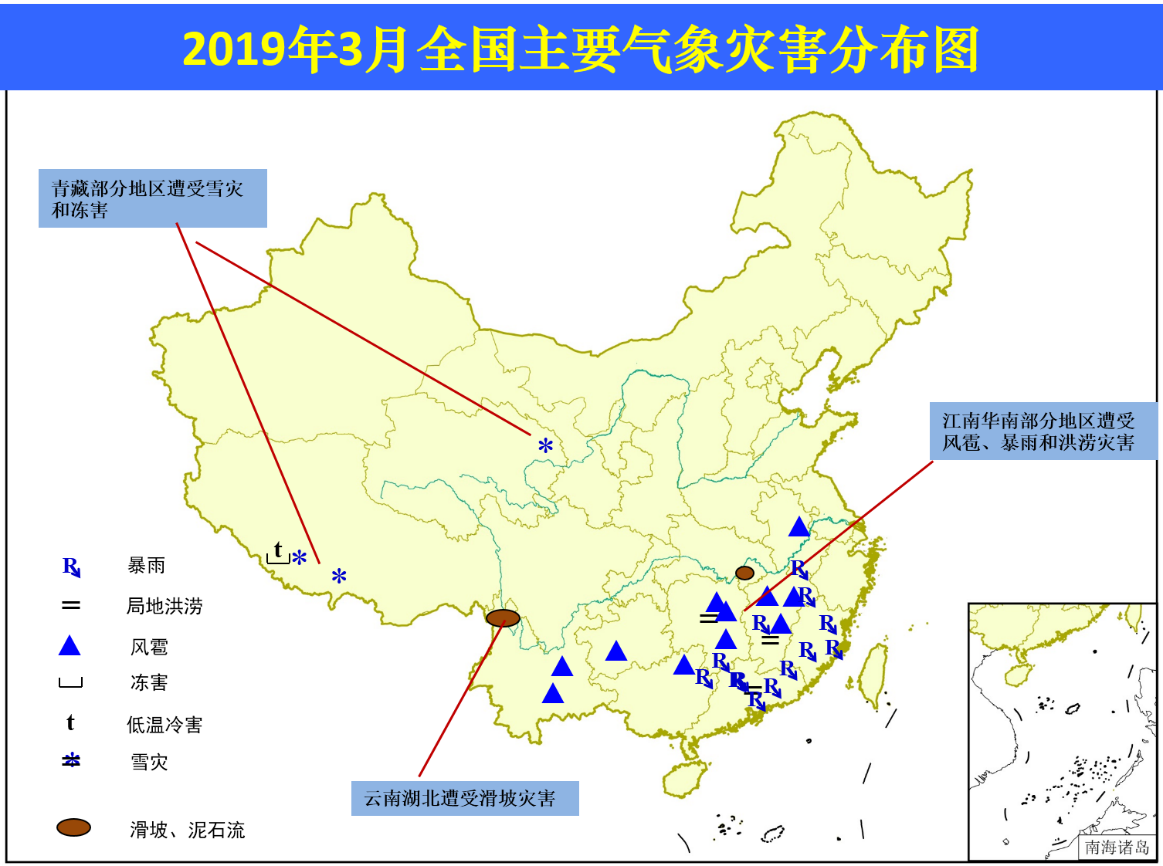 2019年3月全国主要气象灾害分布图
青藏部分地区遭受雪灾
和冻害
江南华南部分地区遭受
风雹、暴雨和洪涝灾害
云南湖北遭受滑坡灾害
t
R
R
R
R
R
R
R
R
R
R
R
R
R
R
R 暴雨
局地洪涝
风雹
冻害
t 低温冷害
雪灾
滑坡、泥石流
南海诸岛